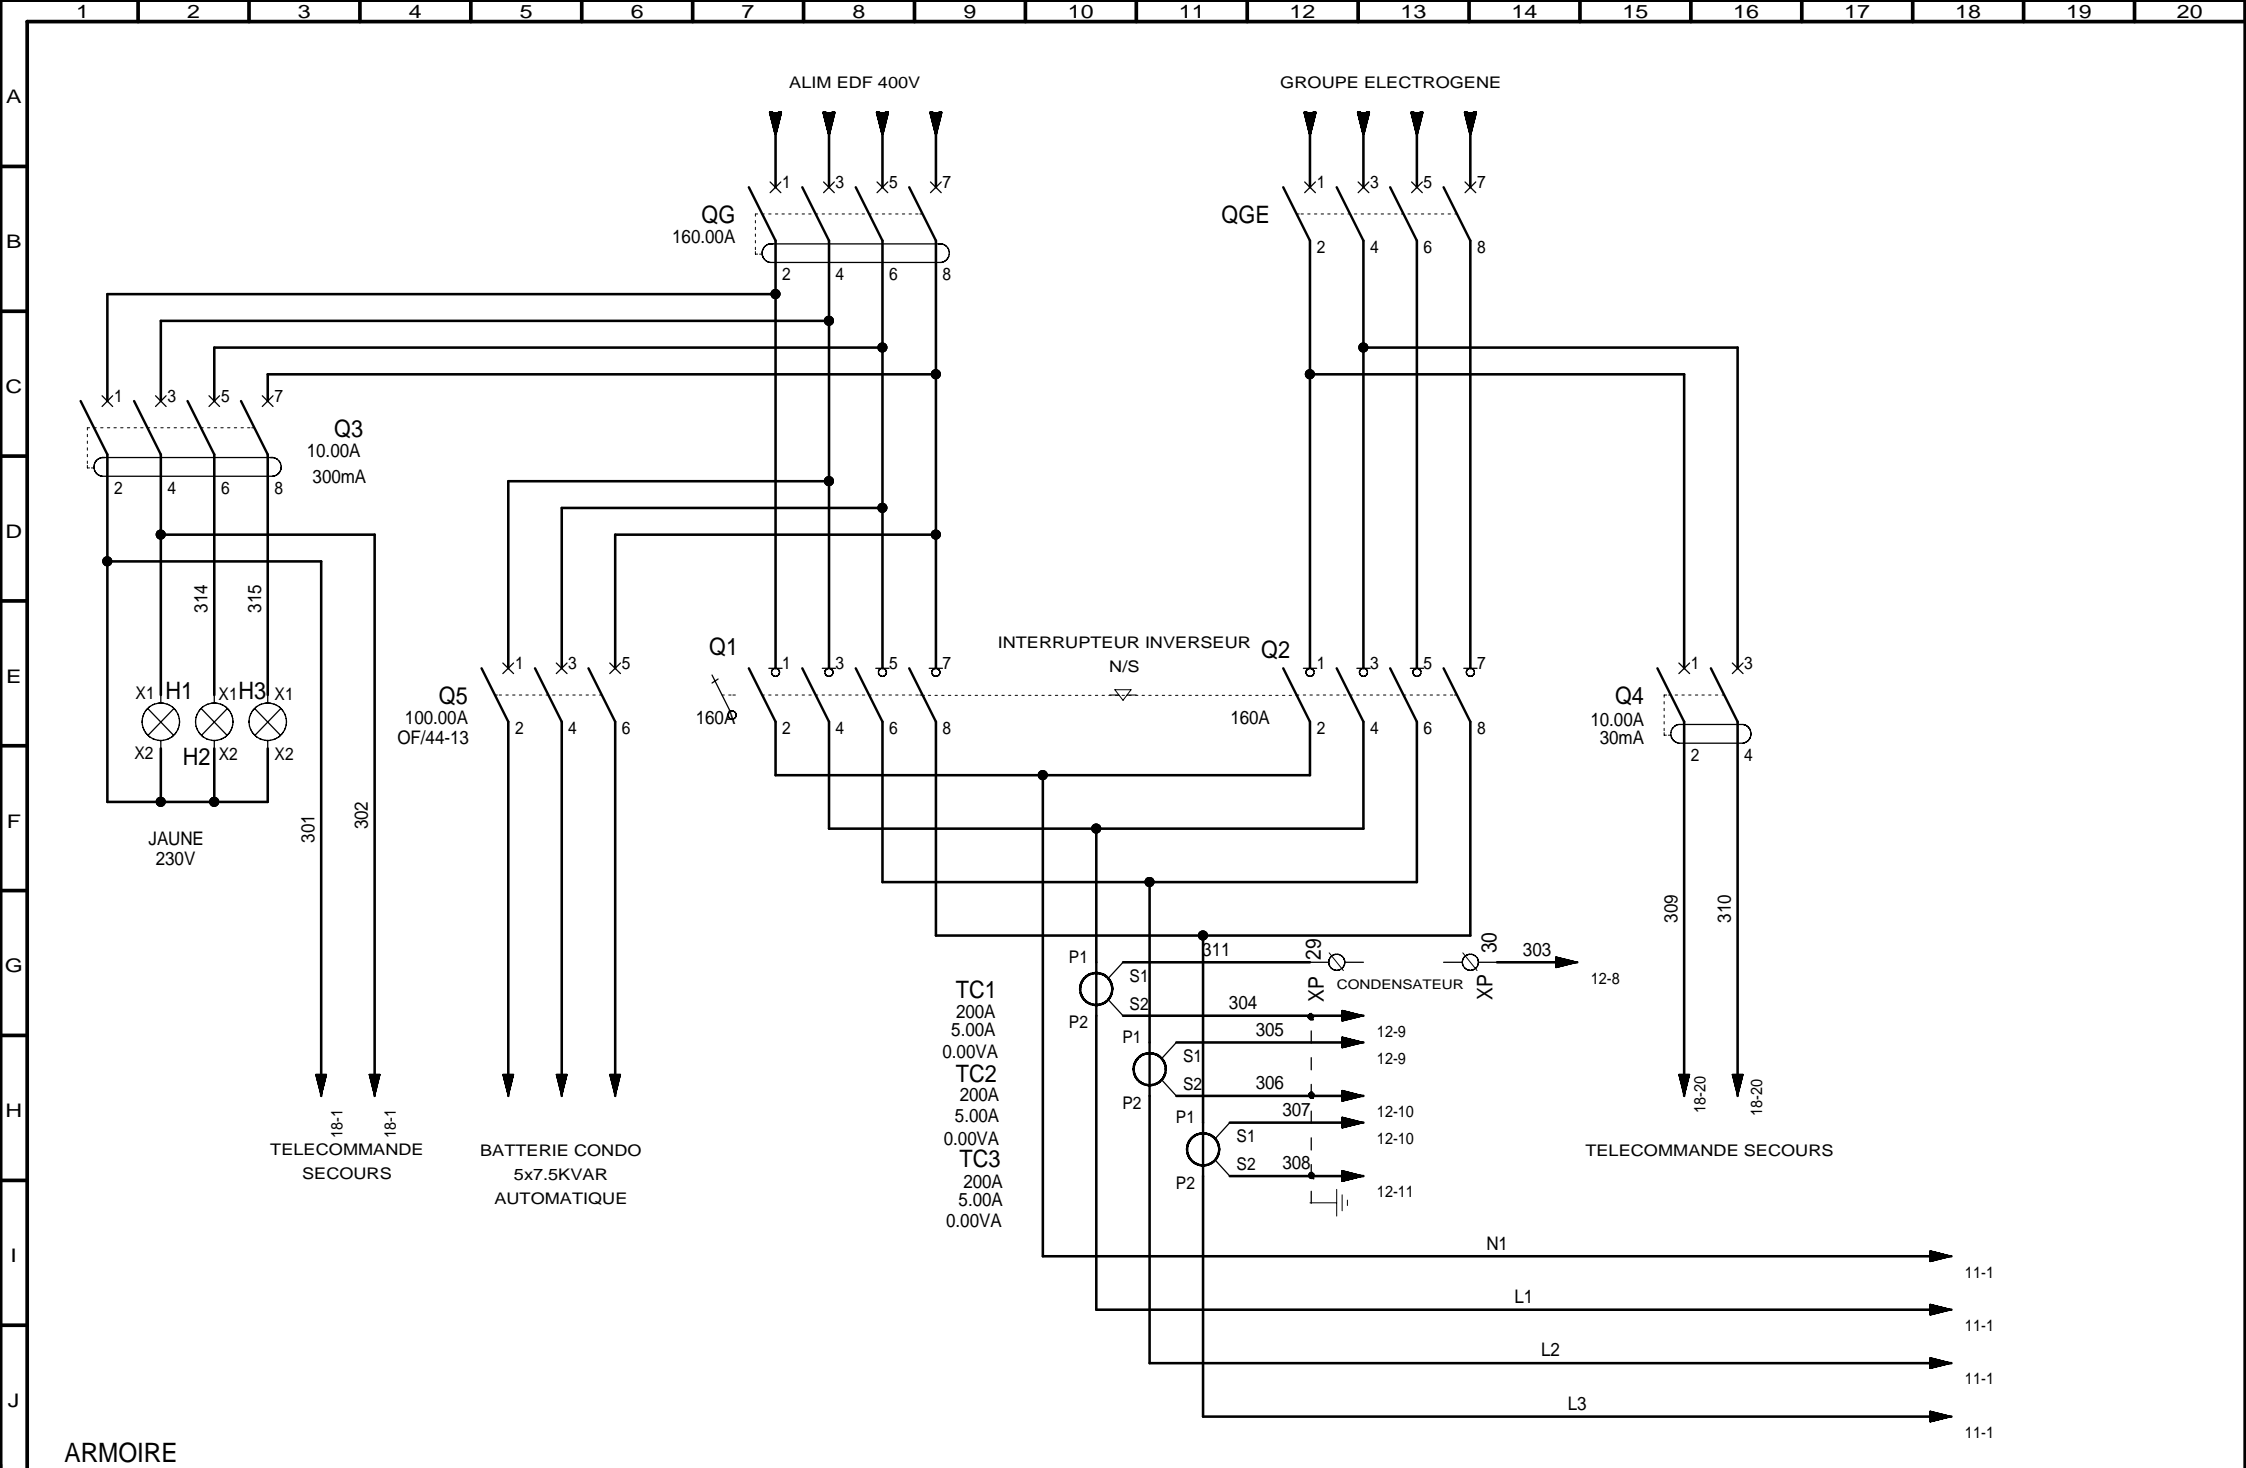 1 2 3 4 5 6 7 8 9 10 11 12 13 14 15 16 17 18 19 20
A
B
C
D
E
F
G
H
I
J
ALIM EDF 400V
GROUPE ELECTROGENE
1 3 5 7
QG
160.00A
2 4 6 8
1 3 5 7
QGE
2 4 6 8
1 3 5 7
Q3
10.00A
300mA
2 4 6 8
314
315
X1 H1 X1 H3 X1
X2 H2 X2 X2
JAUNE
230V
301
302
18-1
18-1
TELECOMMANDE
SECOURS
1 3 5
Q5
100.00A
OF/44-13
2 4 6
BATTERIE CONDO
5x7.5KVAR
AUTOMATIQUE
Q1
1 3 5 7
160A
2 4 6 8
INTERRUPTEUR INVERSEUR
N/S
Q2
1 3 5 7
160A
2 4 6 8
1 3
Q4
10.00A
30mA
2 4
309
310
18-20
18-20
TELECOMMANDE SECOURS
TC1
200A
5.00A
0.00VA
TC2
200A
5.00A
0.00VA
TC3
200A
5.00A
0.00VA
P1
S1
S2
P2
311
XP 29
CONDENSATEUR
XP 30
303
12-8
304
12-9
P1
S1
S2
P2
305
12-9
306
12-10
P1
S1
S2
P2
307
12-10
308
12-11
N1
11-1
L1
11-1
L2
11-1
L3
11-1
ARMOIRE